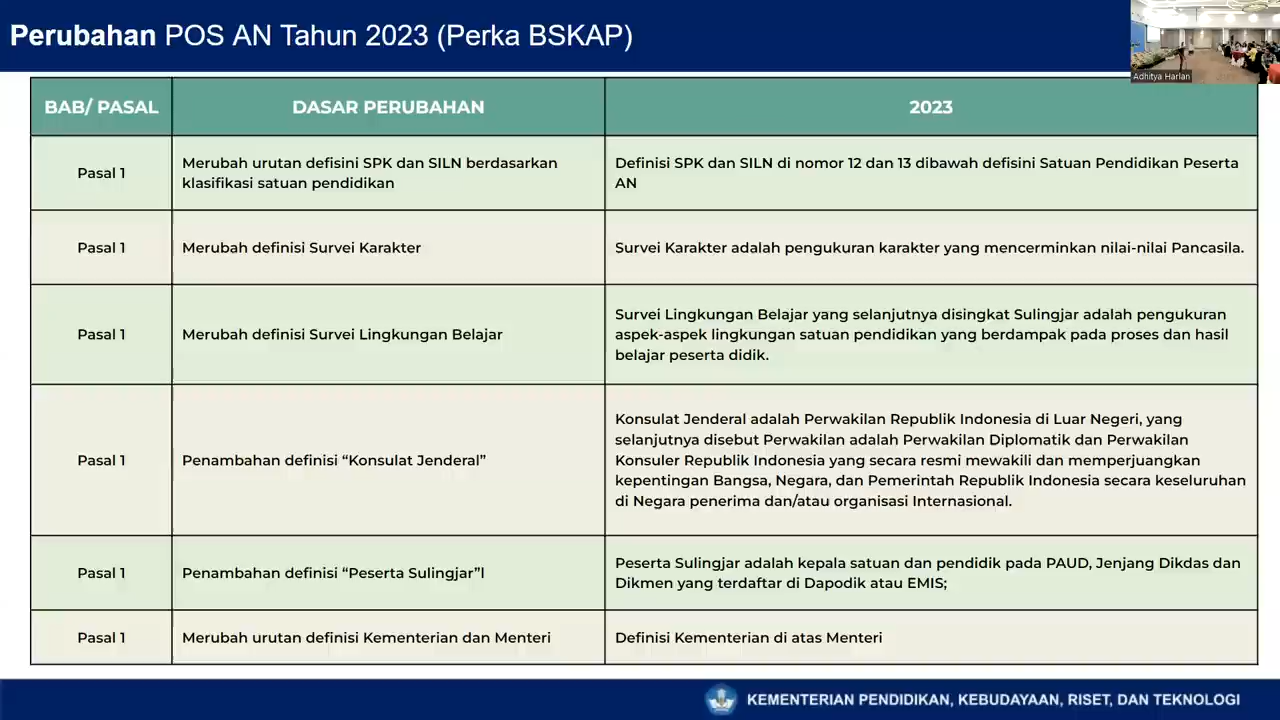 Perubahan POS AN Tahun 2023 (Perka BSKAP)
Adhitya Harlan
BAB/ PASAL
DASAR PERUBAHAN
2023
Pasal 1
Merubah urutan defisini SPK dan SILN berdasarkan
klasifikasi satuan pendidikan
Definisi SPK dan SILN di nomor 12 dan 13 dibawah defisini Satuan Pendidikan Peserta
AN
Pasal 1
Merubah definisi Survei Karakter
Survei Karakter adalah pengukuran karakter yang mencerminkan nilai-nilai Pancasila.
Pasal 1
Merubah definisi Survei Lingkungan Belajar
Survei Lingkungan Belajar yang selanjutnya disingkat Sulingjar adalah pengukuran
aspek-aspek lingkungan satuan pendidikan yang berdampak pada proses dan hasil
belajar peserta didik.
Pasal 1
Penambahan definisi “Konsulat Jenderal”
Konsulat Jenderal adalah Perwakilan Republik Indonesia di Luar Negeri, yang
selanjutnya disebut Perwakilan adalah Perwakilan Diplomatik dan Perwakilan
Konsuler Republik Indonesia yang secara resmi mewakili dan memperjuangkan
kepentingan Bangsa, Negara, dan Pemerintah Republik Indonesia secara keseluruhan
di Negara penerima dan/atau organisasi Internasional.
Pasal 1
Penambahan definisi “Peserta Sulingjar”l
Peserta Sulingjar adalah kepala satuan dan pendidik pada PAUD, Jenjang Dikdas dan
Dikmen yang terdaftar di Dapodik atau EMIS;
Pasal 1
Merubah urutan definisi Kementerian dan Menteri
Definisi Kementerian di atas Menteri
KEMENTERIAN PENDIDIKAN, KEBUDAYAAN, RISET, DAN TEKNOLOGI